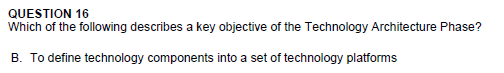 QUESTION 16
Which of the following describes a key objective of the Technology Architecture Phase?
B. To define technology components into a set of technology platforms